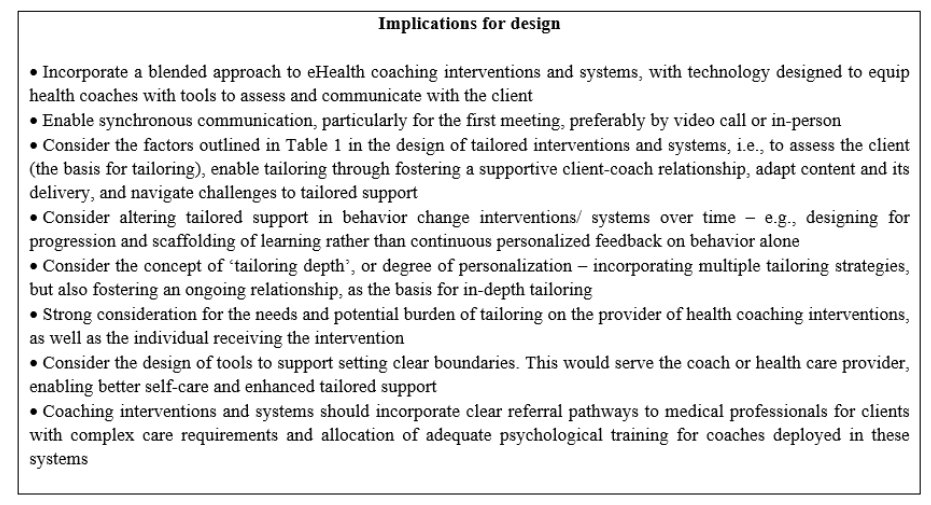 Implications for design
• Incorporate a blended approach to eHealth coaching interventions and systems, with technology designed to equip
health coaches with tools to assess and communicate with the client
• Enable synchronous communication, particularly for the first meeting, preferably by video call or in-person
• Consider the factors outlined in Table 1 in the design of tailored interventions and systems, i.e., to assess the client
(the basis for tailoring), enable tailoring through fostering a supportive client-coach relationship, adapt content and its
delivery, and navigate challenges to tailored support
• Consider altering tailored support in behavior change interventions/ systems over time – e.g., designing for
progression and scaffolding of learning rather than continuous personalized feedback on behavior alone
• Consider the concept of ‘tailoring depth’, or degree of personalization – incorporating multiple tailoring strategies,
but also fostering an ongoing relationship, as the basis for in-depth tailoring
• Strong consideration for the needs and potential burden of tailoring on the provider of health coaching interventions,
as well as the individual receiving the intervention
• Consider the design of tools to support setting clear boundaries. This would serve the coach or health care provider,
enabling better self-care and enhanced tailored support
• Coaching interventions and systems should incorporate clear referral pathways to medical professionals for clients
with complex care requirements and allocation of adequate psychological training for coaches deployed in these
systems